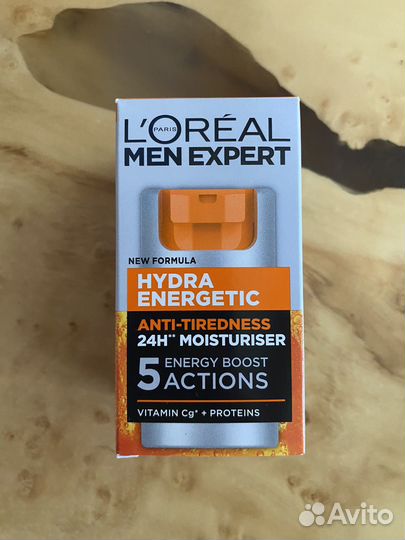 L'ORÉAL
PARIS
MEN EXPERT
NEW FORMULA
HYDRA
ENERGETIC
ANTI-TIREDNESS
24H** MOISTURISER
5 ENERGY BOOST
ACTIONS
VITAMIN Cg* + PROTEINS
Avito